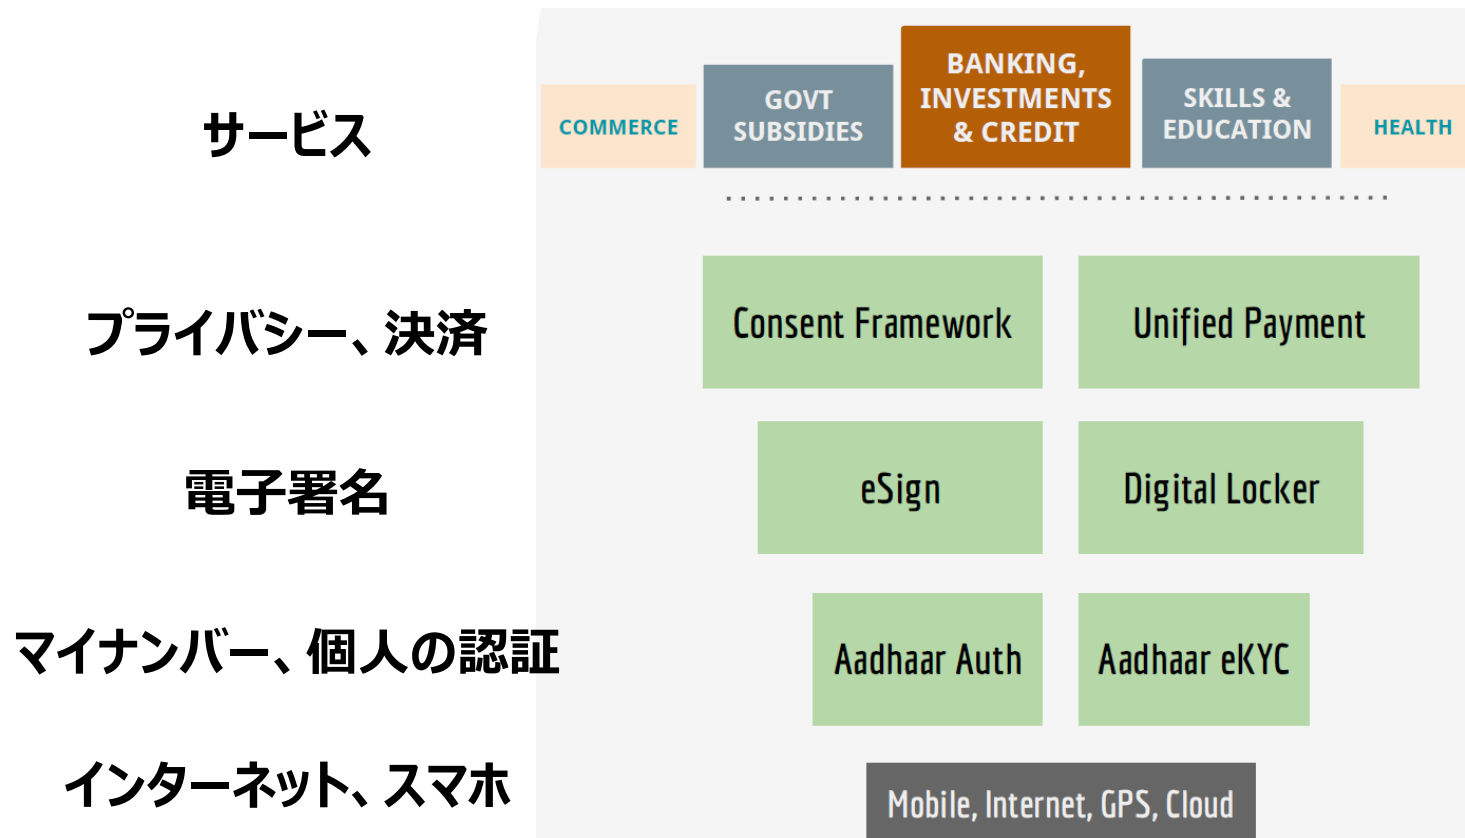 サービス
COMMERCE
GOVT
SUBSIDIES
BANKING,
INVESTMENTS
& CREDIT
SKILLS &
EDUCATION
HEALTH
プライバシー、決済
Consent Framework
Unified Payment
電子署名
eSign
Digital Locker
マイナンバー、個人の認証
Aadhaar Auth
Aadhaar eKYC
インターネット、スマホ
Mobile, Internet, GPS, Cloud